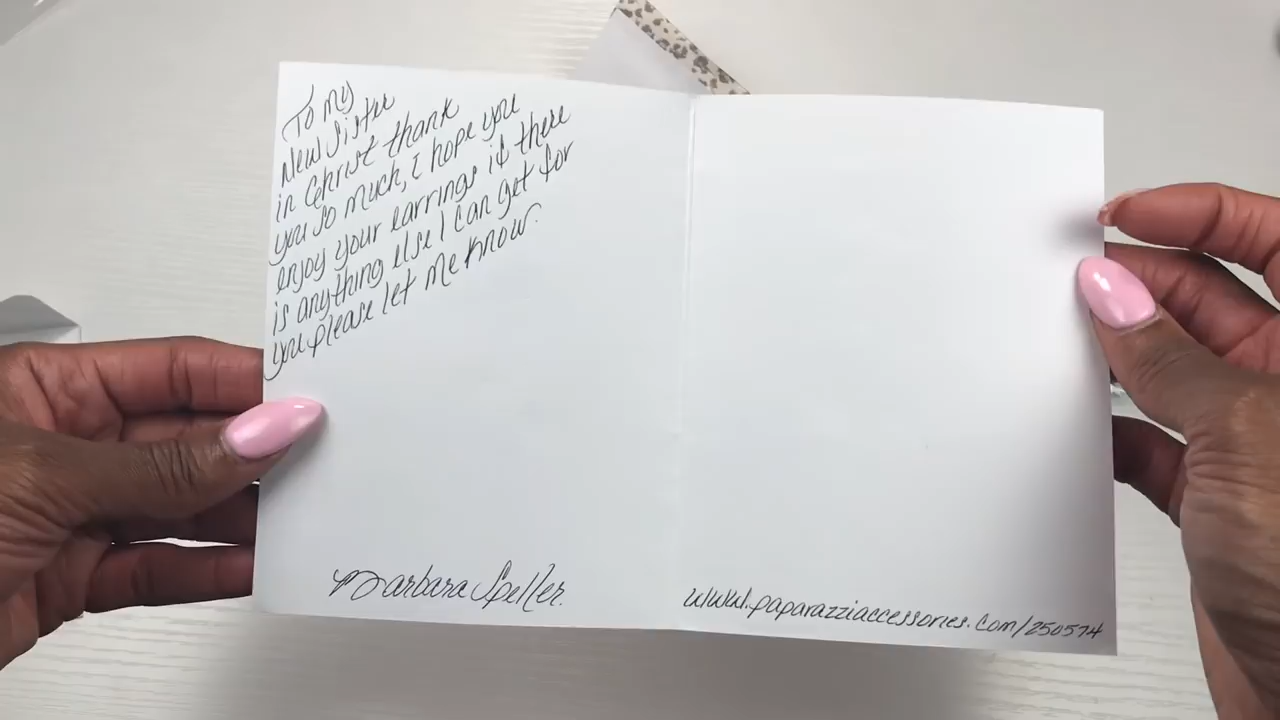 To my
New Sister
in Christ thank
you so much, I hope you
enjoy your earrings if there
is anything else I can get for
you please let me know.
Barbara Speller.
www.paparazziaccessories.com/250574